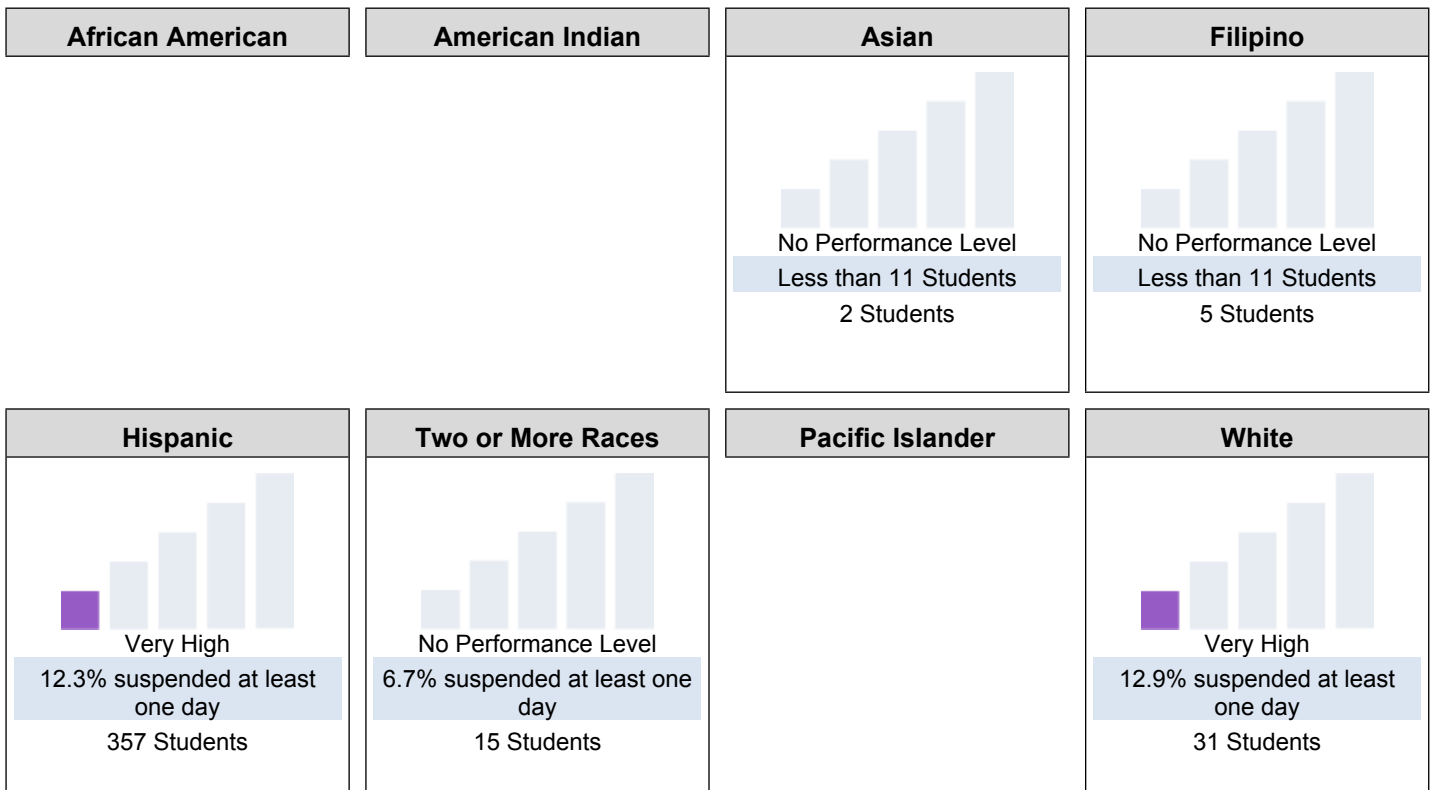 African American
American Indian
Asian
Filipino
No Performance Level
Less than 11 Students
2 Students
No Performance Level
Less than 11 Students
5 Students
Hispanic
Two or More Races
Pacific Islander
White
Very High
12.3% suspended at least
one day
357 Students
No Performance Level
6.7% suspended at least one
day
15 Students
Very High
12.9% suspended at least
one day
31 Students